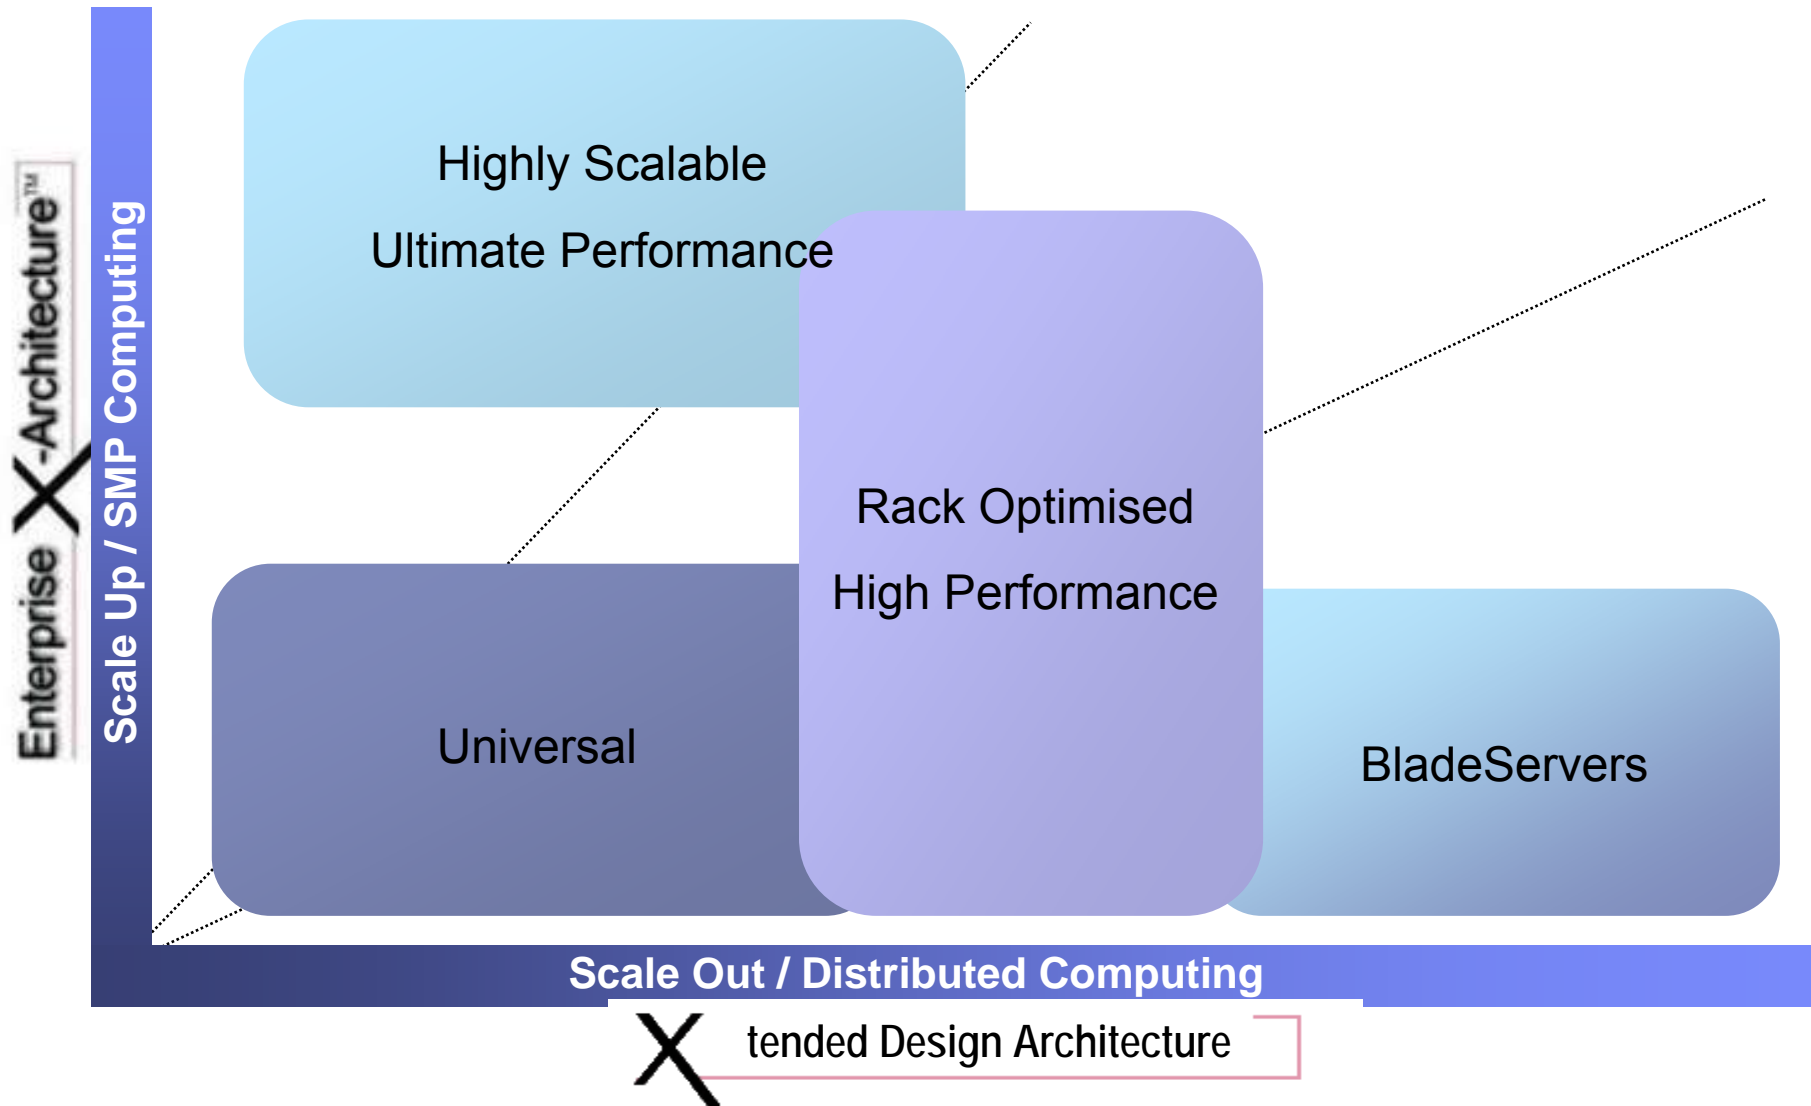 Enterprise X-Architecture™
Scale Up / SMP Computing
Highly Scalable
Ultimate Performance
Rack Optimised
High Performance
Universal
BladeServers
Scale Out / Distributed Computing
X tended Design Architecture